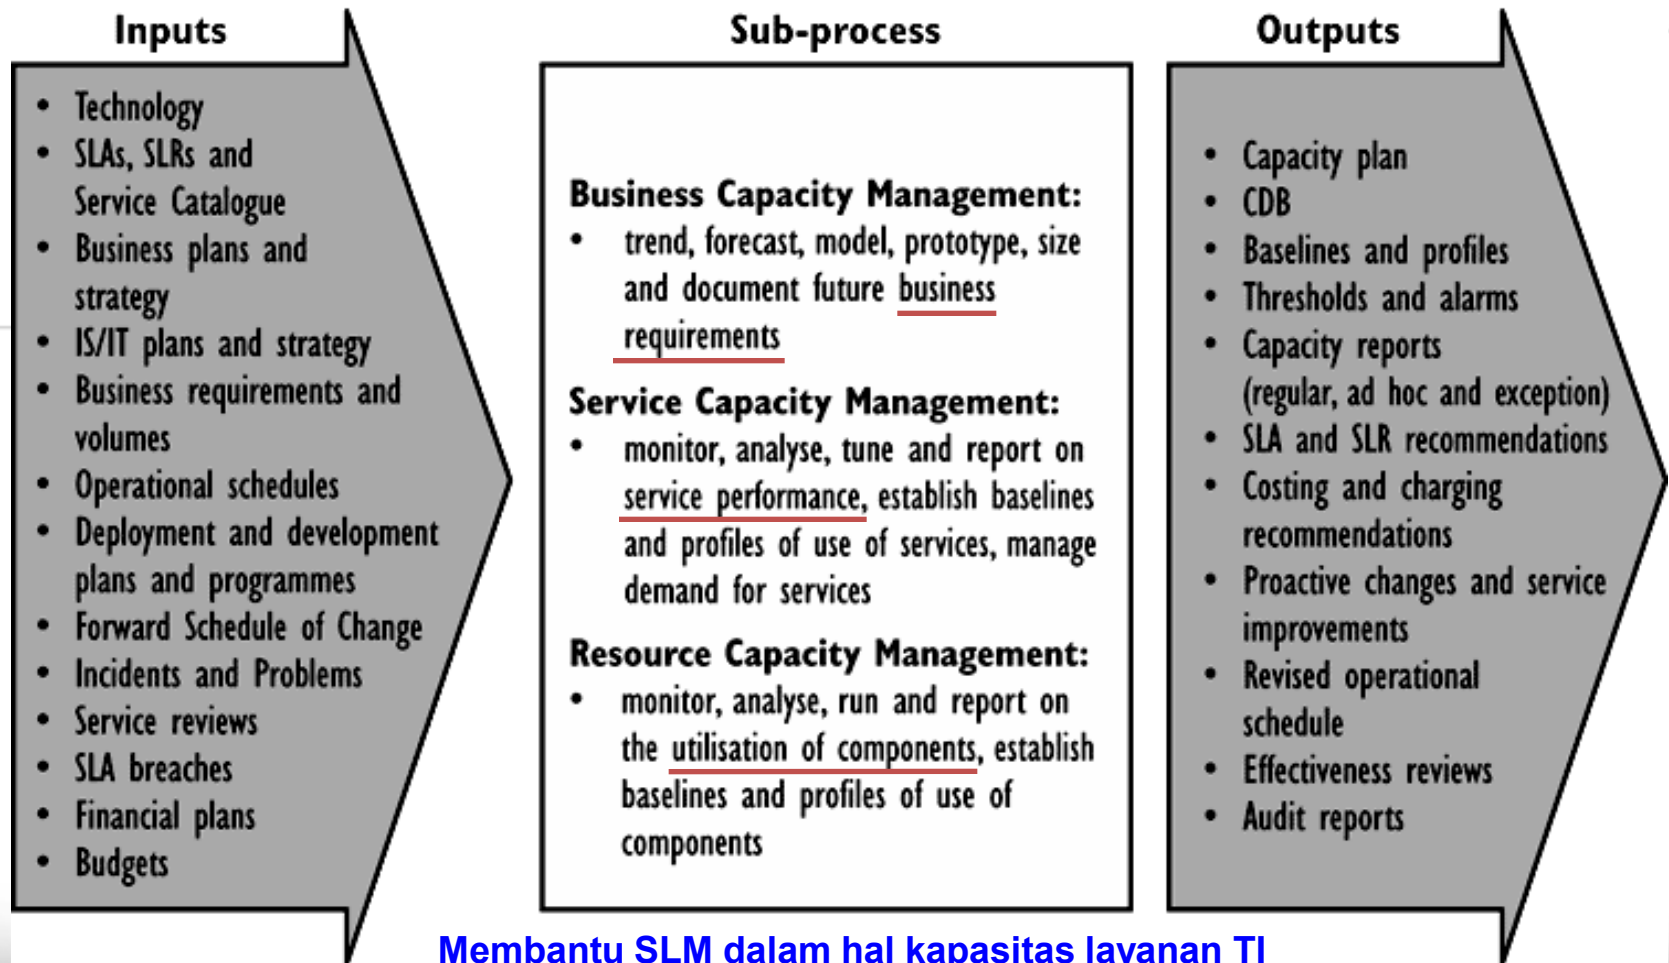 Inputs
• Technology
• SLAs, SLRs and
Service Catalogue
• Business plans and
strategy
• IS/IT plans and strategy
• Business requirements and
volumes
• Operational schedules
• Deployment and development
plans and programmes
• Forward Schedule of Change
• Incidents and Problems
• Service reviews
• SLA breaches
• Financial plans
• Budgets
Sub-process
Business Capacity Management:
• trend, forecast, model, prototype, size
and document future business
requirements
Service Capacity Management:
• monitor, analyse, tune and report on
service performance, establish baselines
and profiles of use of services, manage
demand for services
Resource Capacity Management:
• monitor, analyse, run and report on
the utilisation of components, establish
baselines and profiles of use of
components
Outputs
• Capacity plan
• CDB
• Baselines and profiles
• Thresholds and alarms
• Capacity reports
(regular, ad hoc and exception)
• SLA and SLR recommendations
• Costing and charging
recommendations
• Proactive changes and service
improvements
• Revised operational
schedule
• Effectiveness reviews
• Audit reports
Membantu SLM dalam hal kapasitas layanan TI